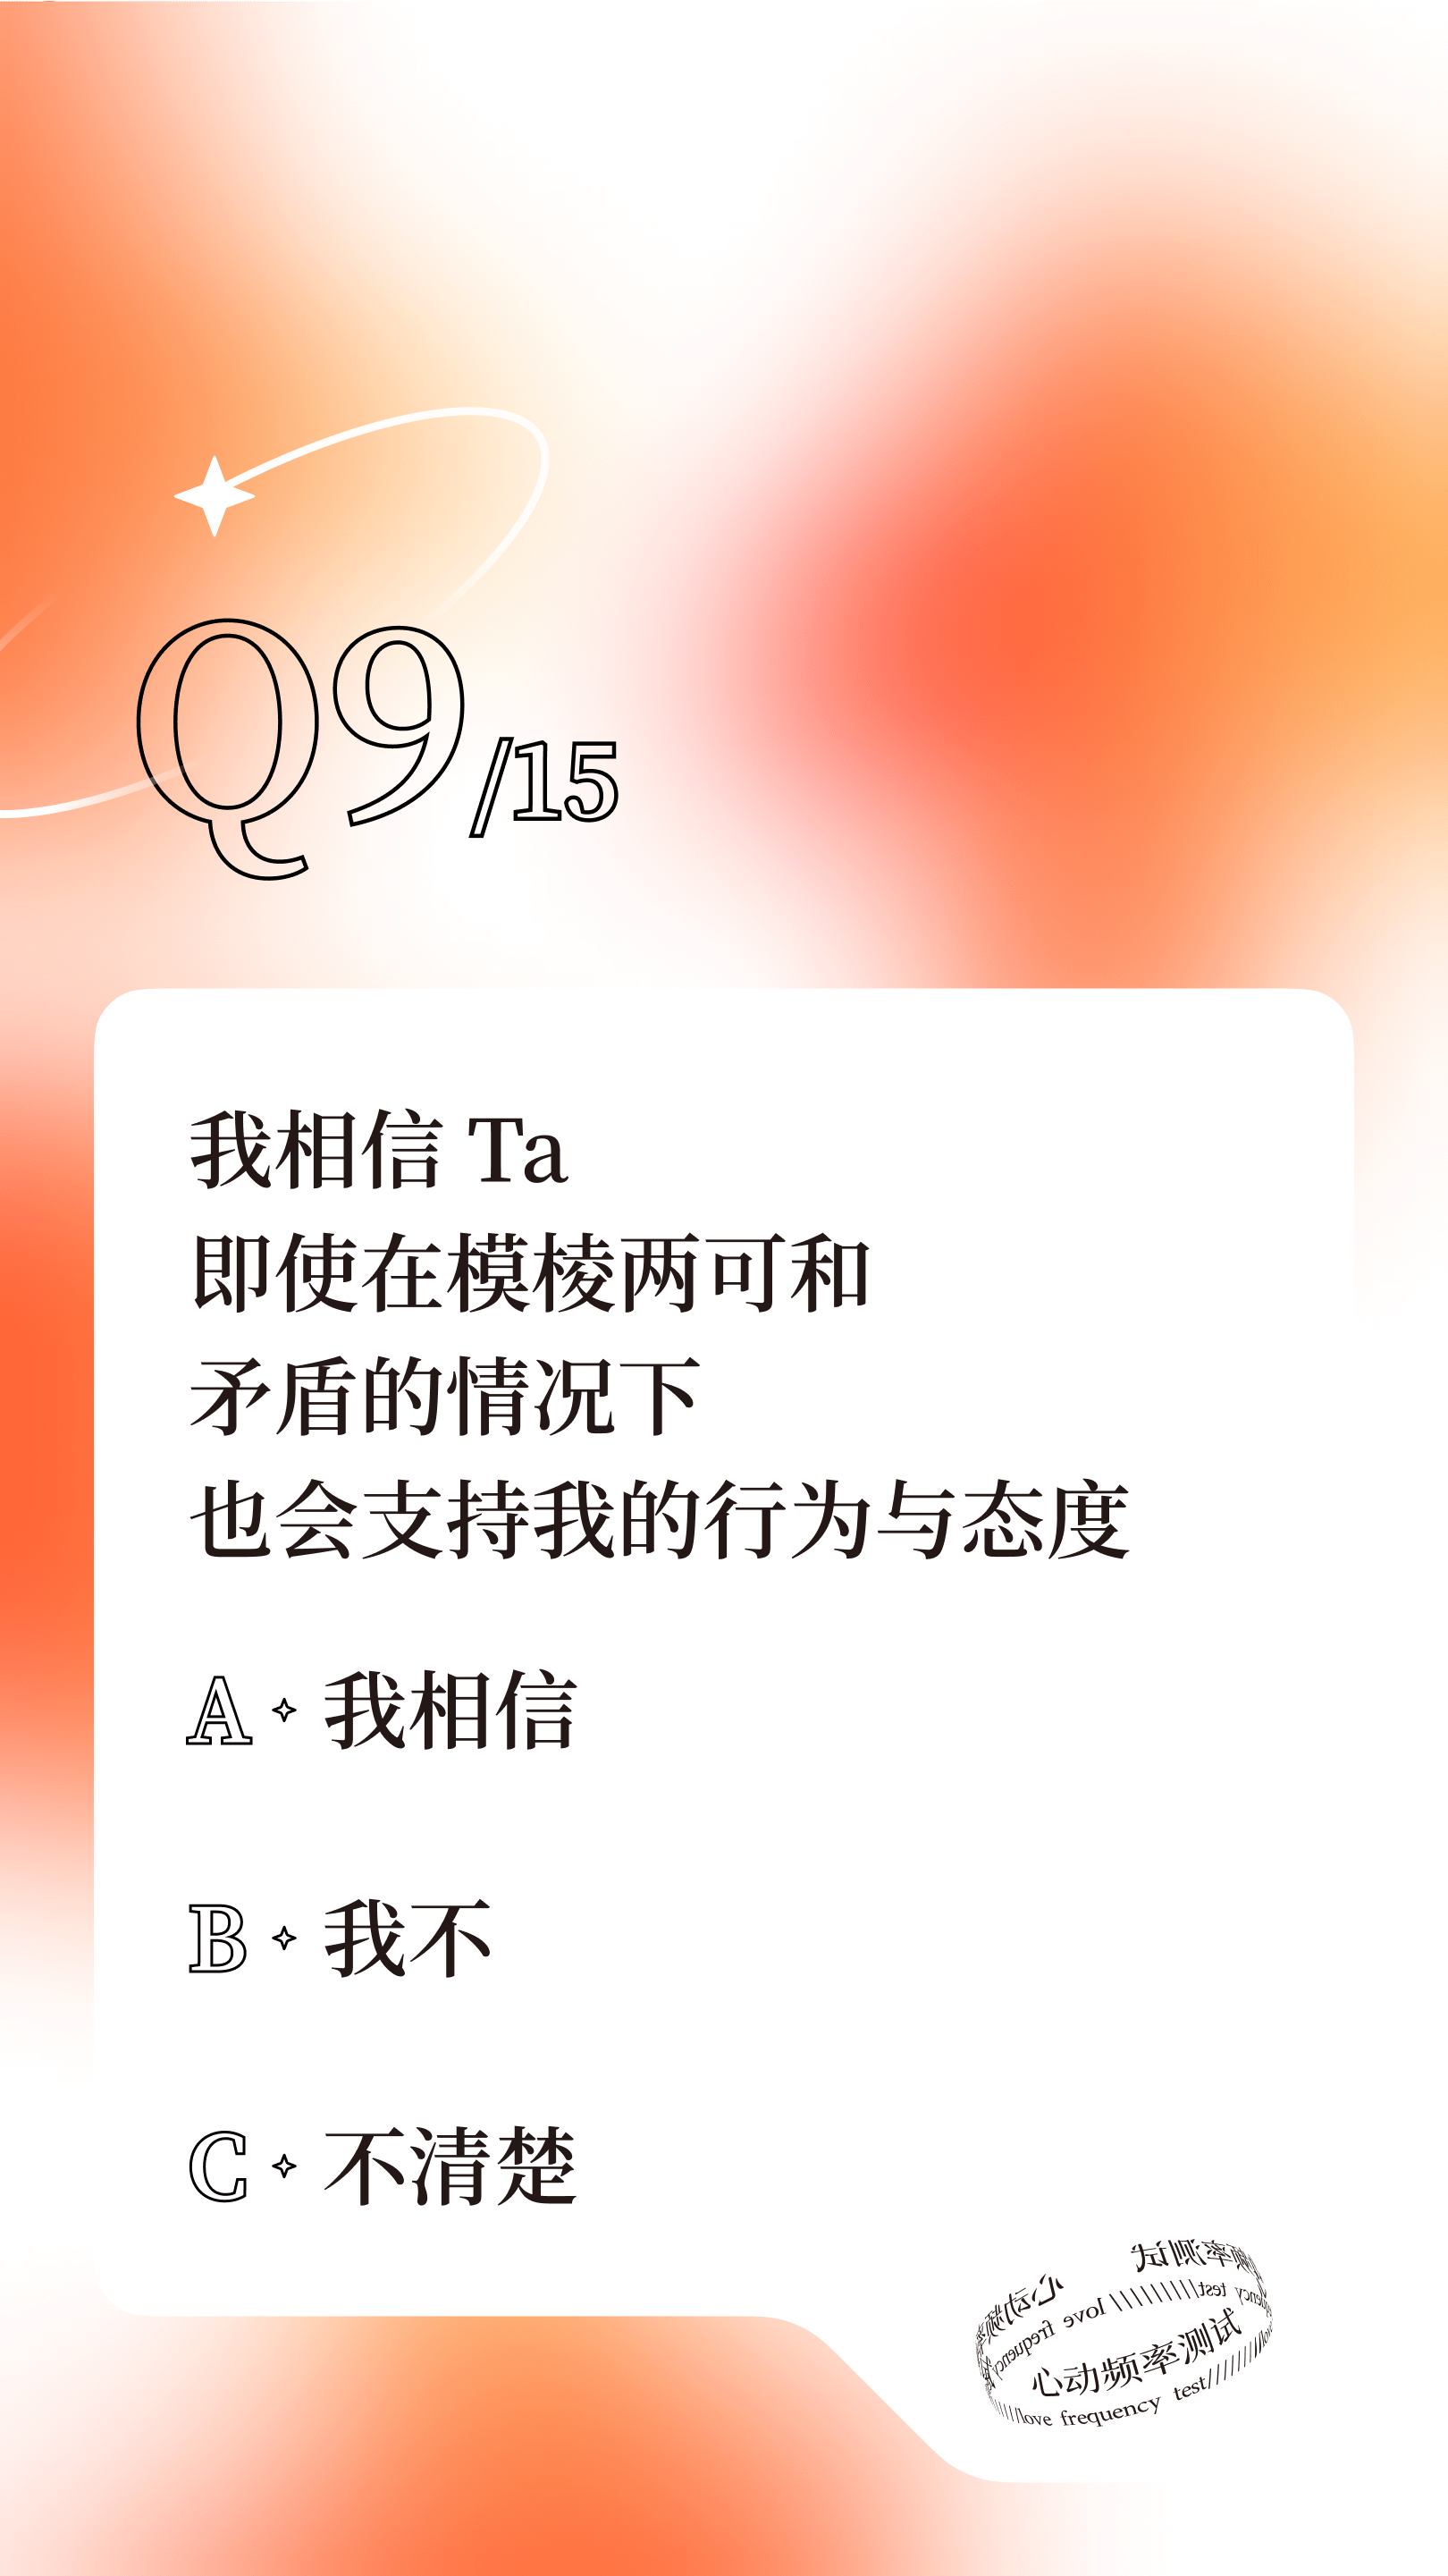 Q9/15
我相信 Ta
即使在模棱两可和
矛盾的情况下
也会支持我的行为与态度
A 我相信
B 我不
C 不清楚
心动频率测试
love frequency test
心动频率测试
love frequency test